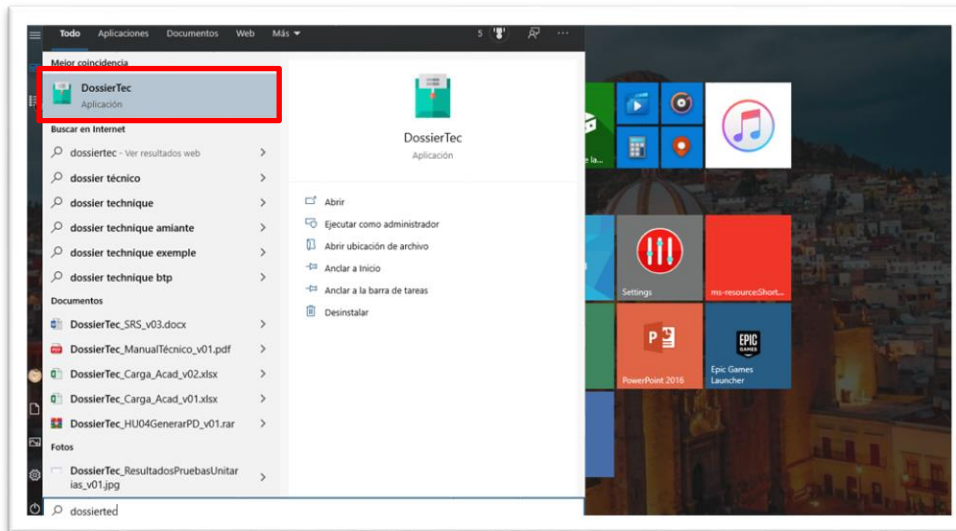 Todo Aplicaciones Documentos Web Más
5
Mejor coincidencia
DossierTec
Aplicación
Buscar en Internet
dossiertec - Ver resultados web
dossier técnico
dossier technique
dossier technique amiante
dossier technique exemple
dossier technique btp
Documentos
DossierTec_SRS_v03.docx
DossierTec_ManualTécnico_v01.pdf
DossierTec_Carga_Acad_v02.xlsx
DossierTec_Carga_Acad_v01.xlsx
DossierTec_HU04GenerarPD_v01.rar
Fotos
DossierTec_ResultadosPruebasUnitar
ias_v01.jpg
dossierted
DossierTec
Aplicación
Abrir
Ejecutar como administrador
Abrir ubicación de archivo
Anclar a Inicio
Anclar a la barra de tareas
Desinstalar
e la...
Settings
ms-resource:Short...
PowerPoint 2016
EPIC
GAMES
Epic Games
Launcher